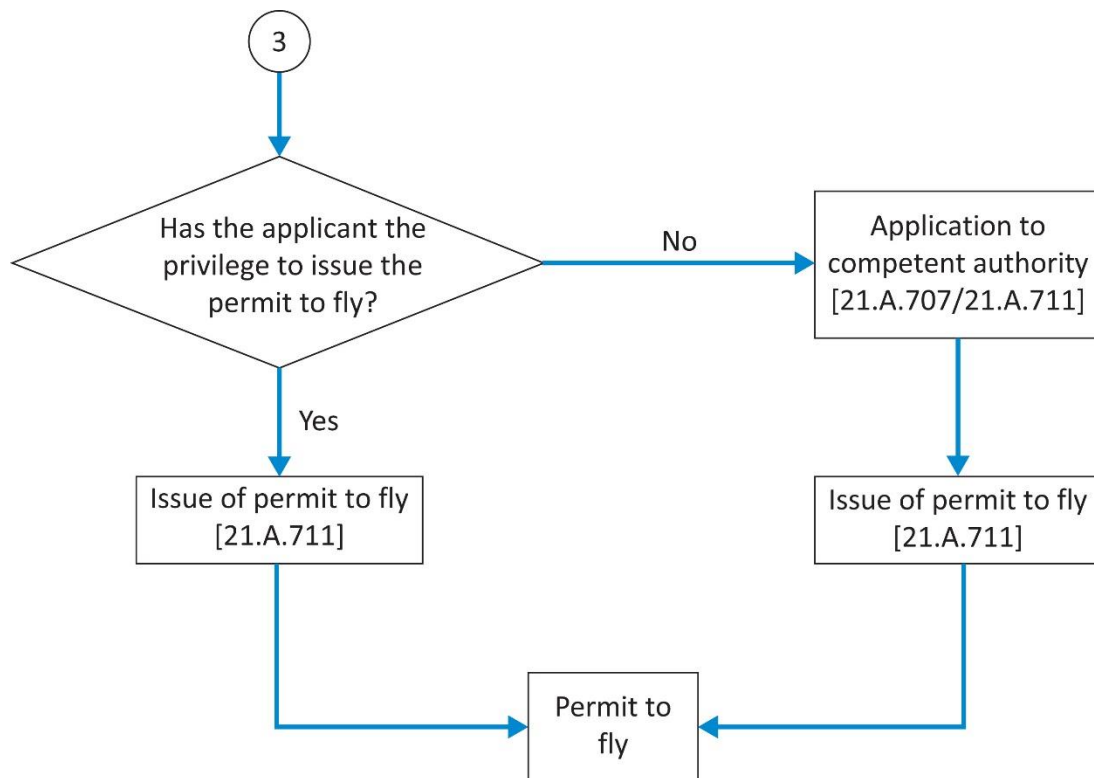 3
Has the applicant the
privilege to issue the
permit to fly?
No
Application to
competent authority
[21.A.707/21.A.711]
Yes
Issue of permit to fly
[21.A.711]
Issue of permit to fly
[21.A.711]
Permit to
fly